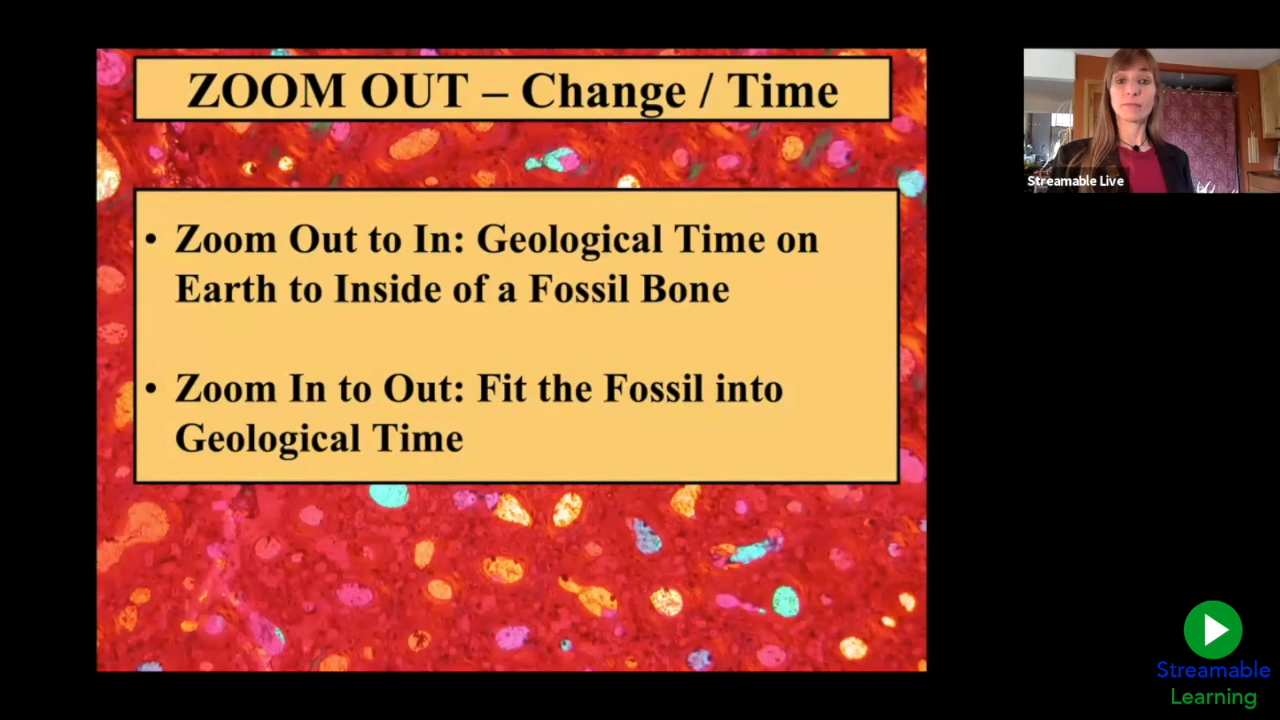 ZOOM OUT – Change / Time
• Zoom Out to In: Geological Time on
Earth to Inside of a Fossil Bone
• Zoom In to Out: Fit the Fossil into
Geological Time
Streamable Live
Streamable
Learning